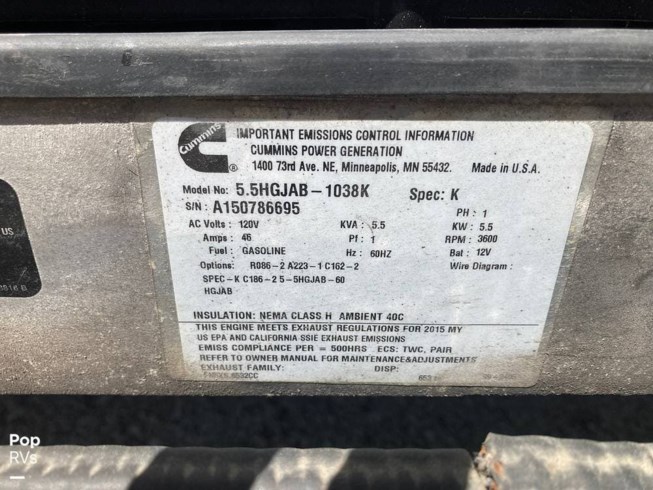 IMPORTANT EMISSIONS CONTROL INFORMATION
Cummins
CUMMINS POWER GENERATION
®
1400 73rd Ave. NE, Minneapolis, MN 55432. Made in U.S.A.
Model No: 5.5HGJAB-1038K Spec: K
S/N: A150786695 PH : 1
AC Volts : 120V KVA : 5.5 KW : 5.5
Amps : 46 Pf : 1 RPM : 3600
Fuel : GASOLINE Hz : 60HZ Bat : 12V
Options: R086-2 A223-1 C162-2 Wire Diagram :
SPEC-K C186-2 5-5HGJAB-60
HGJAB
INSULATION: NEMA CLASS H AMBIENT 40C
THIS ENGINE MEETS EXHAUST REGULATIONS FOR 2015 MY
US EPA AND CALIFORNIA SSIE EXHAUST EMISSIONS
EMISS COMPLIANCE PER = 500HRS ECS: TWC, PAIR
REFER TO OWNER MANUAL FOR MAINTENANCE&ADJUSTMENTS
EXHAUST FAMILY: DISP:
US
Pop
RVs